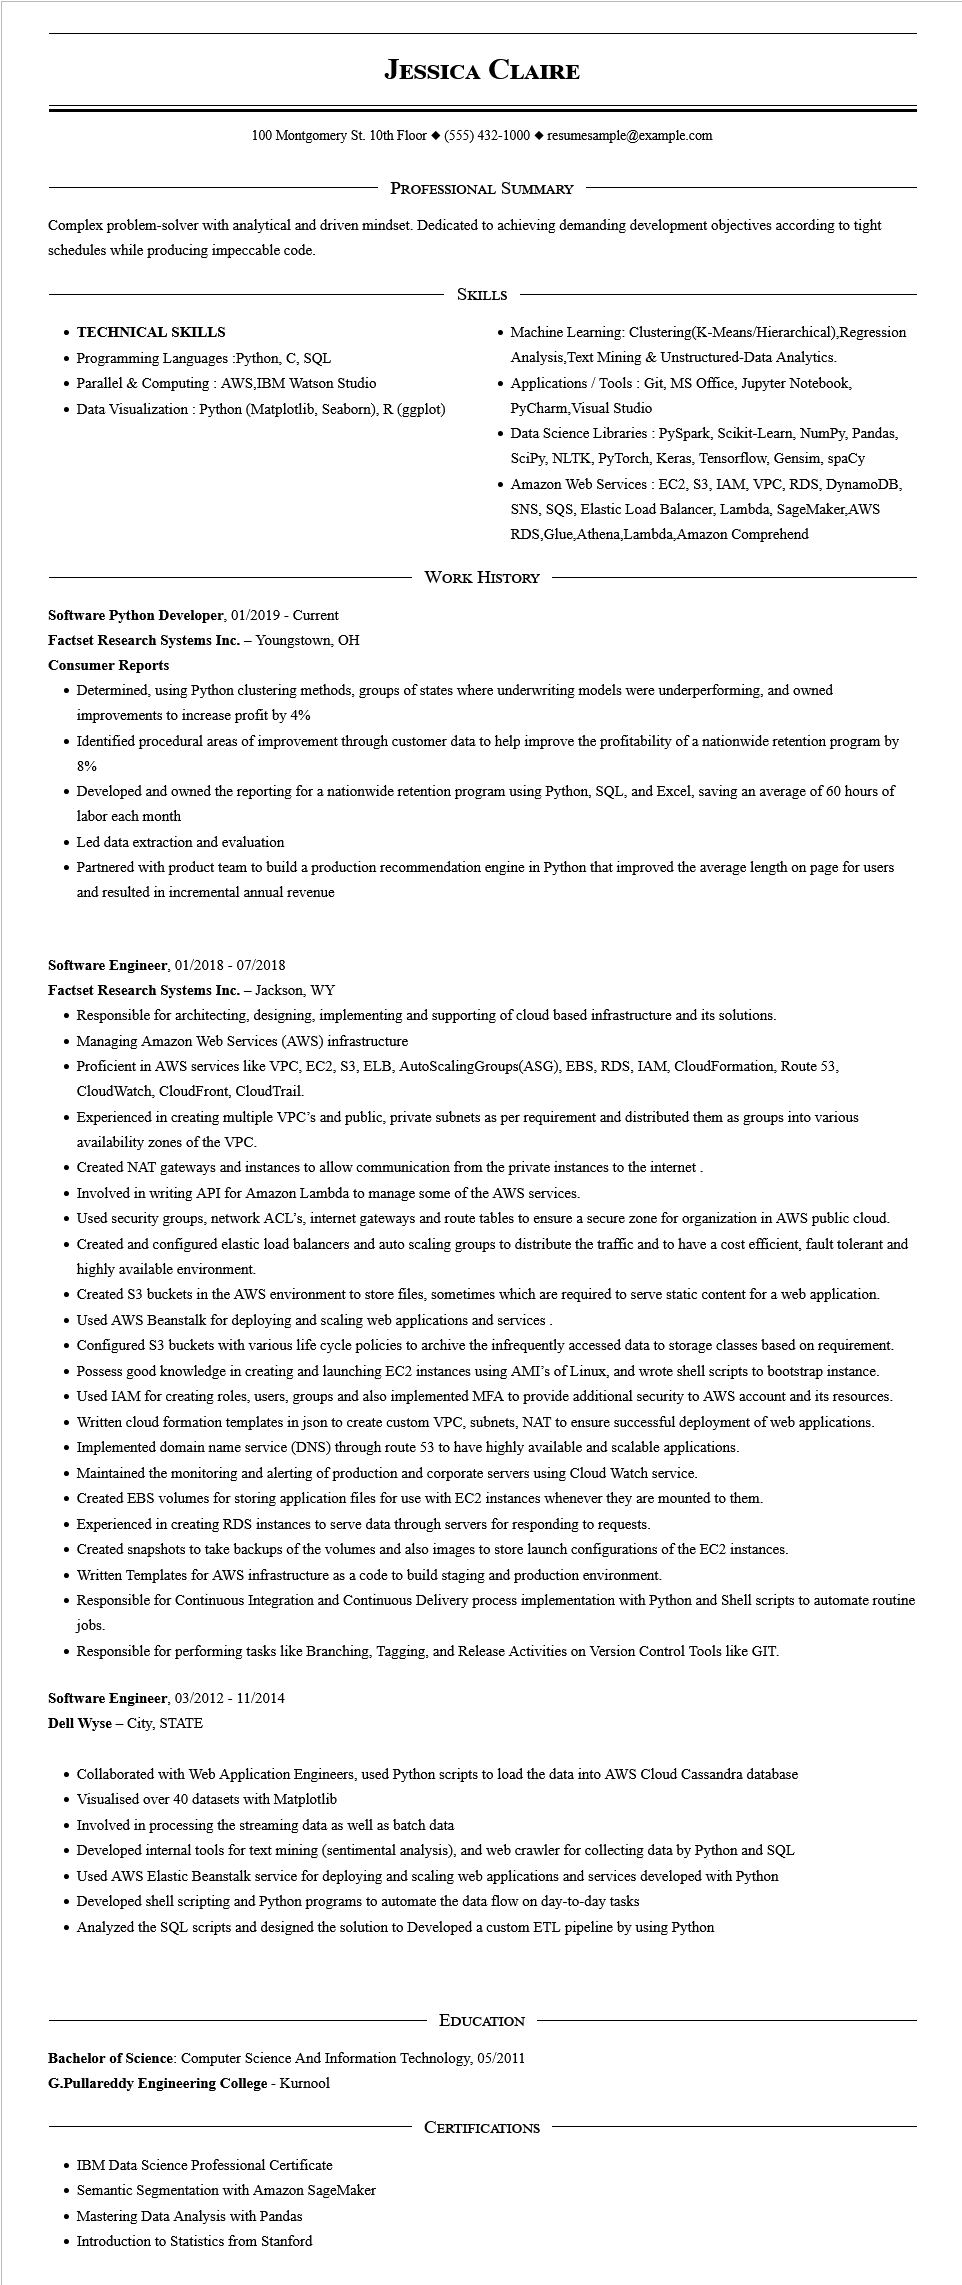 Jessica Claire
100 Montgomery St. 10th Floor ◆ (555) 432-1000 ◆ resumesample@example.com
Professional Summary
Complex problem-solver with analytical and driven mindset. Dedicated to achieving demanding development objectives according to tight
schedules while producing impeccable code.
Skills
• TECHNICAL SKILLS
• Programming Languages :Python, C, SQL
• Parallel & Computing : AWS,IBM Watson Studio
• Data Visualization : Python (Matplotlib, Seaborn), R (ggplot)
• Machine Learning: Clustering(K-Means/Hierarchical),Regression
Analysis,Text Mining & Unstructured-Data Analytics.
• Applications / Tools : Git, MS Office, Jupyter Notebook,
PyCharm,Visual Studio
• Data Science Libraries : PySpark, Scikit-Learn, NumPy, Pandas,
SciPy, NLTK, PyTorch, Keras, Tensorflow, Gensim, spaCy
• Amazon Web Services : EC2, S3, IAM, VPC, RDS, DynamoDB,
SNS, SQS, Elastic Load Balancer, Lambda, SageMaker,AWS
RDS,Glue,Athena,Lambda,Amazon Comprehend
Work History
Software Python Developer, 01/2019 - Current
Factset Research Systems Inc. – Youngstown, OH
Consumer Reports
• Determined, using Python clustering methods, groups of states where underwriting models were underperforming, and owned
improvements to increase profit by 4%
• Identified procedural areas of improvement through customer data to help improve the profitability of a nationwide retention program by
8%
• Developed and owned the reporting for a nationwide retention program using Python, SQL, and Excel, saving an average of 60 hours of
labor each month
• Led data extraction and evaluation
• Partnered with product team to build a production recommendation engine in Python that improved the average length on page for users
and resulted in incremental annual revenue
Software Engineer, 01/2018 - 07/2018
Factset Research Systems Inc. – Jackson, WY
• Responsible for architecting, designing, implementing and supporting of cloud based infrastructure and its solutions.
• Managing Amazon Web Services (AWS) infrastructure
• Proficient in AWS services like VPC, EC2, S3, ELB, AutoScalingGroups(ASG), EBS, RDS, IAM, CloudFormation, Route 53,
CloudWatch, CloudFront, CloudTrail.
• Experienced in creating multiple VPC’s and public, private subnets as per requirement and distributed them as groups into various
availability zones of the VPC.
• Created NAT gateways and instances to allow communication from the private instances to the internet .
• Involved in writing API for Amazon Lambda to manage some of the AWS services.
• Used security groups, network ACL’s, internet gateways and route tables to ensure a secure zone for organization in AWS public cloud.
• Created and configured elastic load balancers and auto scaling groups to distribute the traffic and to have a cost efficient, fault tolerant and
highly available environment.
• Created S3 buckets in the AWS environment to store files, sometimes which are required to serve static content for a web application.
• Used AWS Beanstalk for deploying and scaling web applications and services .
• Configured S3 buckets with various life cycle policies to archive the infrequently accessed data to storage classes based on requirement.
• Possess good knowledge in creating and launching EC2 instances using AMI’s of Linux, and wrote shell scripts to bootstrap instance.
• Used IAM for creating roles, users, groups and also implemented MFA to provide additional security to AWS account and its resources.
• Written cloud formation templates in json to create custom VPC, subnets, NAT to ensure successful deployment of web applications.
• Implemented domain name service (DNS) through route 53 to have highly available and scalable applications.
• Maintained the monitoring and alerting of production and corporate servers using Cloud Watch service.
• Created EBS volumes for storing application files for use with EC2 instances whenever they are mounted to them.
• Experienced in creating RDS instances to serve data through servers for responding to requests.
• Created snapshots to take backups of the volumes and also images to store launch configurations of the EC2 instances.
• Written Templates for AWS infrastructure as a code to build staging and production environment.
• Responsible for Continuous Integration and Continuous Delivery process implementation with Python and Shell scripts to automate routine
jobs.
• Responsible for performing tasks like Branching, Tagging, and Release Activities on Version Control Tools like GIT.
Software Engineer, 03/2012 - 11/2014
Dell Wyse – City, STATE
• Collaborated with Web Application Engineers, used Python scripts to load the data into AWS Cloud Cassandra database
• Visualised over 40 datasets with Matplotlib
• Involved in processing the streaming data as well as batch data
• Developed internal tools for text mining (sentimental analysis), and web crawler for collecting data by Python and SQL
• Used AWS Elastic Beanstalk service for deploying and scaling web applications and services developed with Python
• Developed shell scripting and Python programs to automate the data flow on day-to-day tasks
• Analyzed the SQL scripts and designed the solution to Developed a custom ETL pipeline by using Python
Education
Bachelor of Science: Computer Science And Information Technology, 05/2011
G.Pullareddy Engineering College - Kurnool
Certifications
• IBM Data Science Professional Certificate
• Semantic Segmentation with Amazon SageMaker
• Mastering Data Analysis with Pandas
• Introduction to Statistics from Stanford